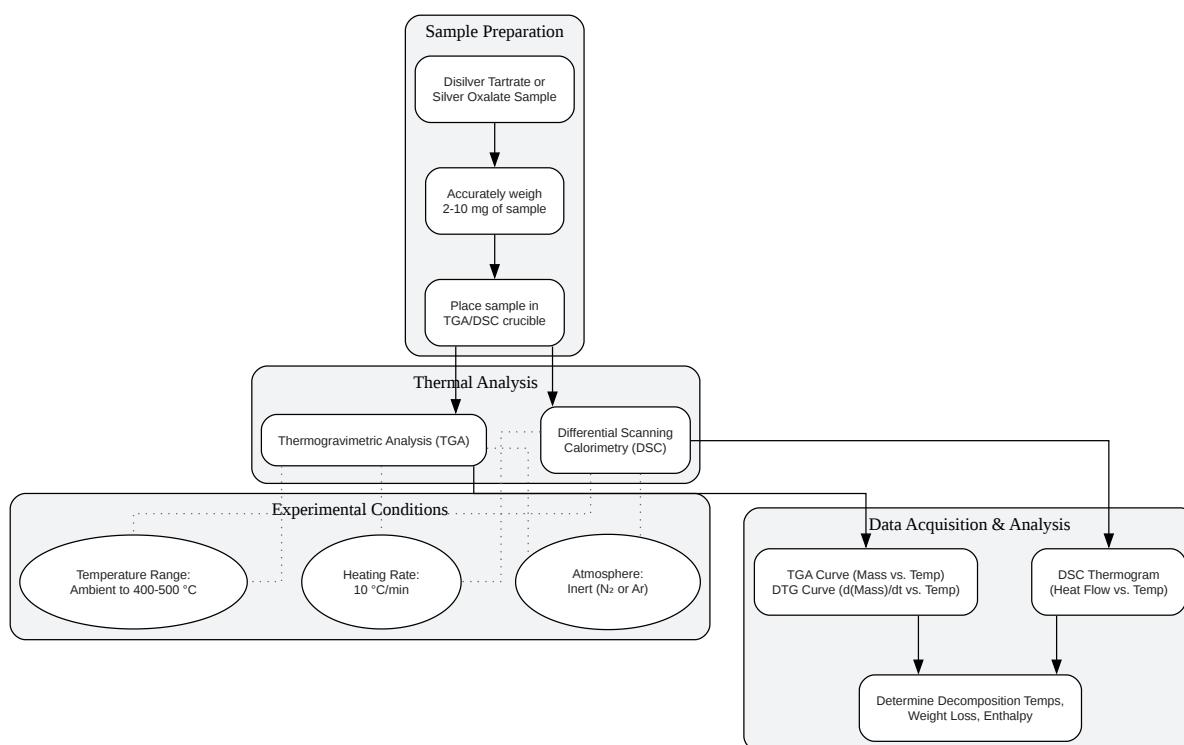 Sample Preparation
Disilver Tartrate or
Silver Oxalate Sample
Accurately weigh
2-10 mg of sample
Place sample in
TGA/DSC crucible
Thermal Analysis
Thermogravimetric Analysis (TGA)
Differential Scanning
Calorimetry (DSC)
Experimental Conditions
Temperature Range:
Ambient to 400-500 °C
Heating Rate:
10 °C/min
Atmosphere:
Inert (N₂ or Ar)
Data Acquisition & Analysis
TGA Curve (Mass vs. Temp)
DTG Curve (d(Mass)/dt vs. Temp)
DSC Thermogram
(Heat Flow vs. Temp)
Determine Decomposition Temps,
Weight Loss, Enthalpy